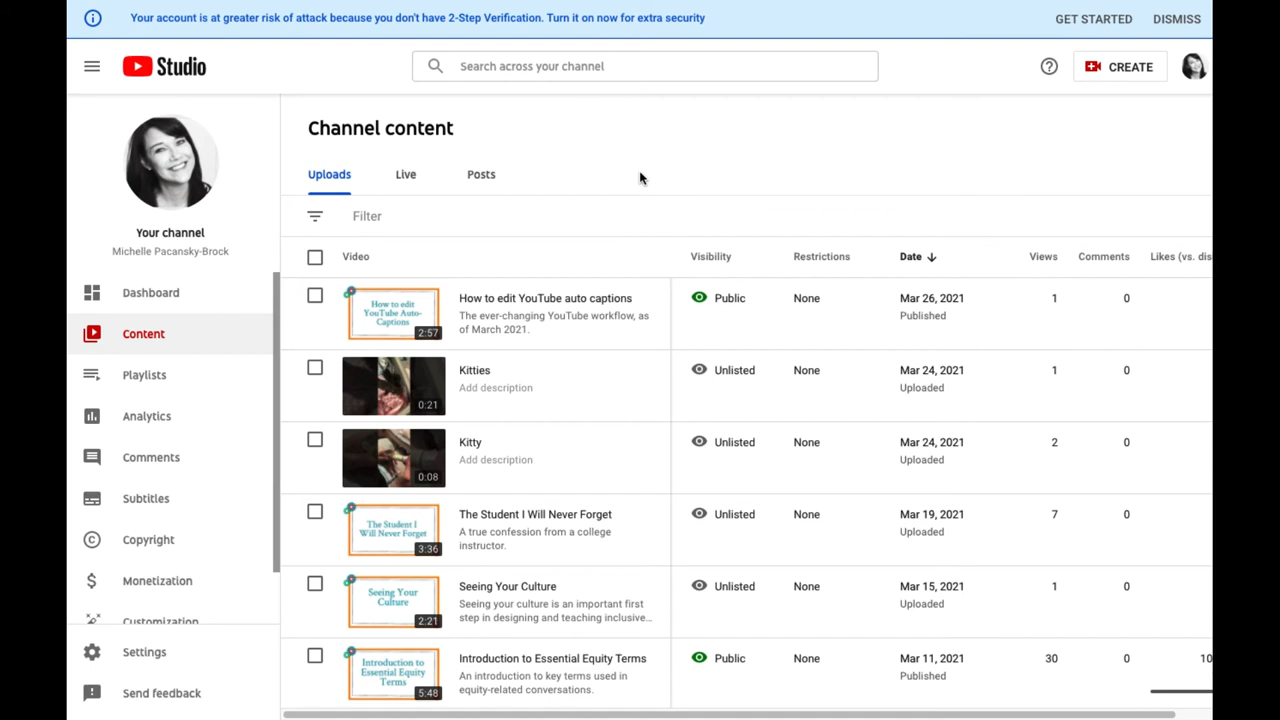 Your account is at greater risk of attack because you don't have 2-Step Verification. Turn it on now for extra security
GET STARTED
DISMISS
Studio
Search across your channel
CREATE
Your channel
Michelle Pacansky-Brock
Dashboard
Content
Playlists
Analytics
Comments
Subtitles
Copyright
Monetization
Customization
Settings
Send feedback
Channel content
Uploads Live Posts
Filter
Video Visibility Restrictions Date Views Comments Likes (vs. dis
How to edit YouTube Auto-Captions
2:57
How to edit YouTube auto captions
The ever-changing YouTube workflow, as
of March 2021.
Public None Mar 26, 2021 1 0
Published
0:21
Kitties
Add description
Unlisted None Mar 24, 2021 1 0
Uploaded
0:08
Kitty
Add description
Unlisted None Mar 24, 2021 2 0
Uploaded
The Student I
Will Never Forget
3:36
The Student I Will Never Forget
A true confession from a college
instructor.
Unlisted None Mar 19, 2021 7 0
Uploaded
Seeing Your
Culture
2:21
Seeing Your Culture
Seeing your culture is an important first
step in designing and teaching inclusive...
Unlisted None Mar 15, 2021 1 0
Uploaded
Introduction to
Essential Equity
Terms
5:48
Introduction to Essential Equity Terms
An introduction to key terms used in
equity-related conversations.
Public None Mar 11, 2021 30 0 10
Published